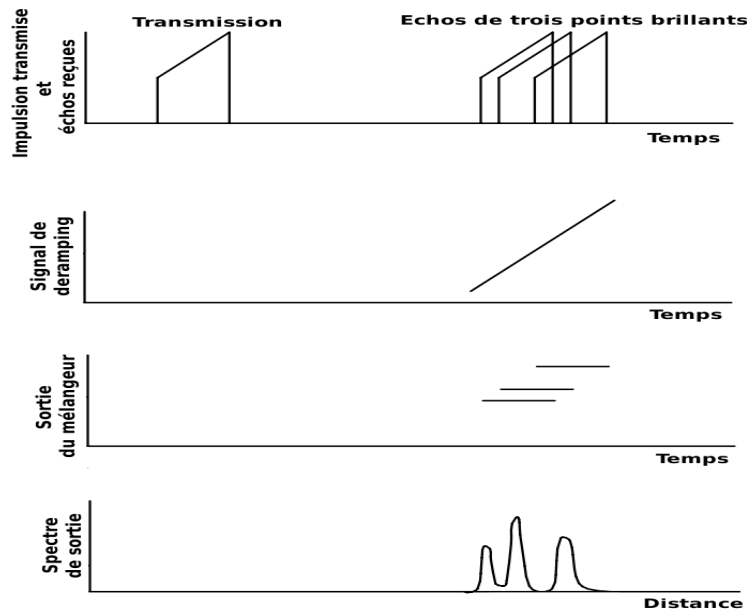 Transmission
Echos de trois points brillants
Impulsion transmise
et
échos reçues
Temps
Signal de
deramping
Temps
Sortie
du mélangeur
Temps
Spectre
de sortie
Distance